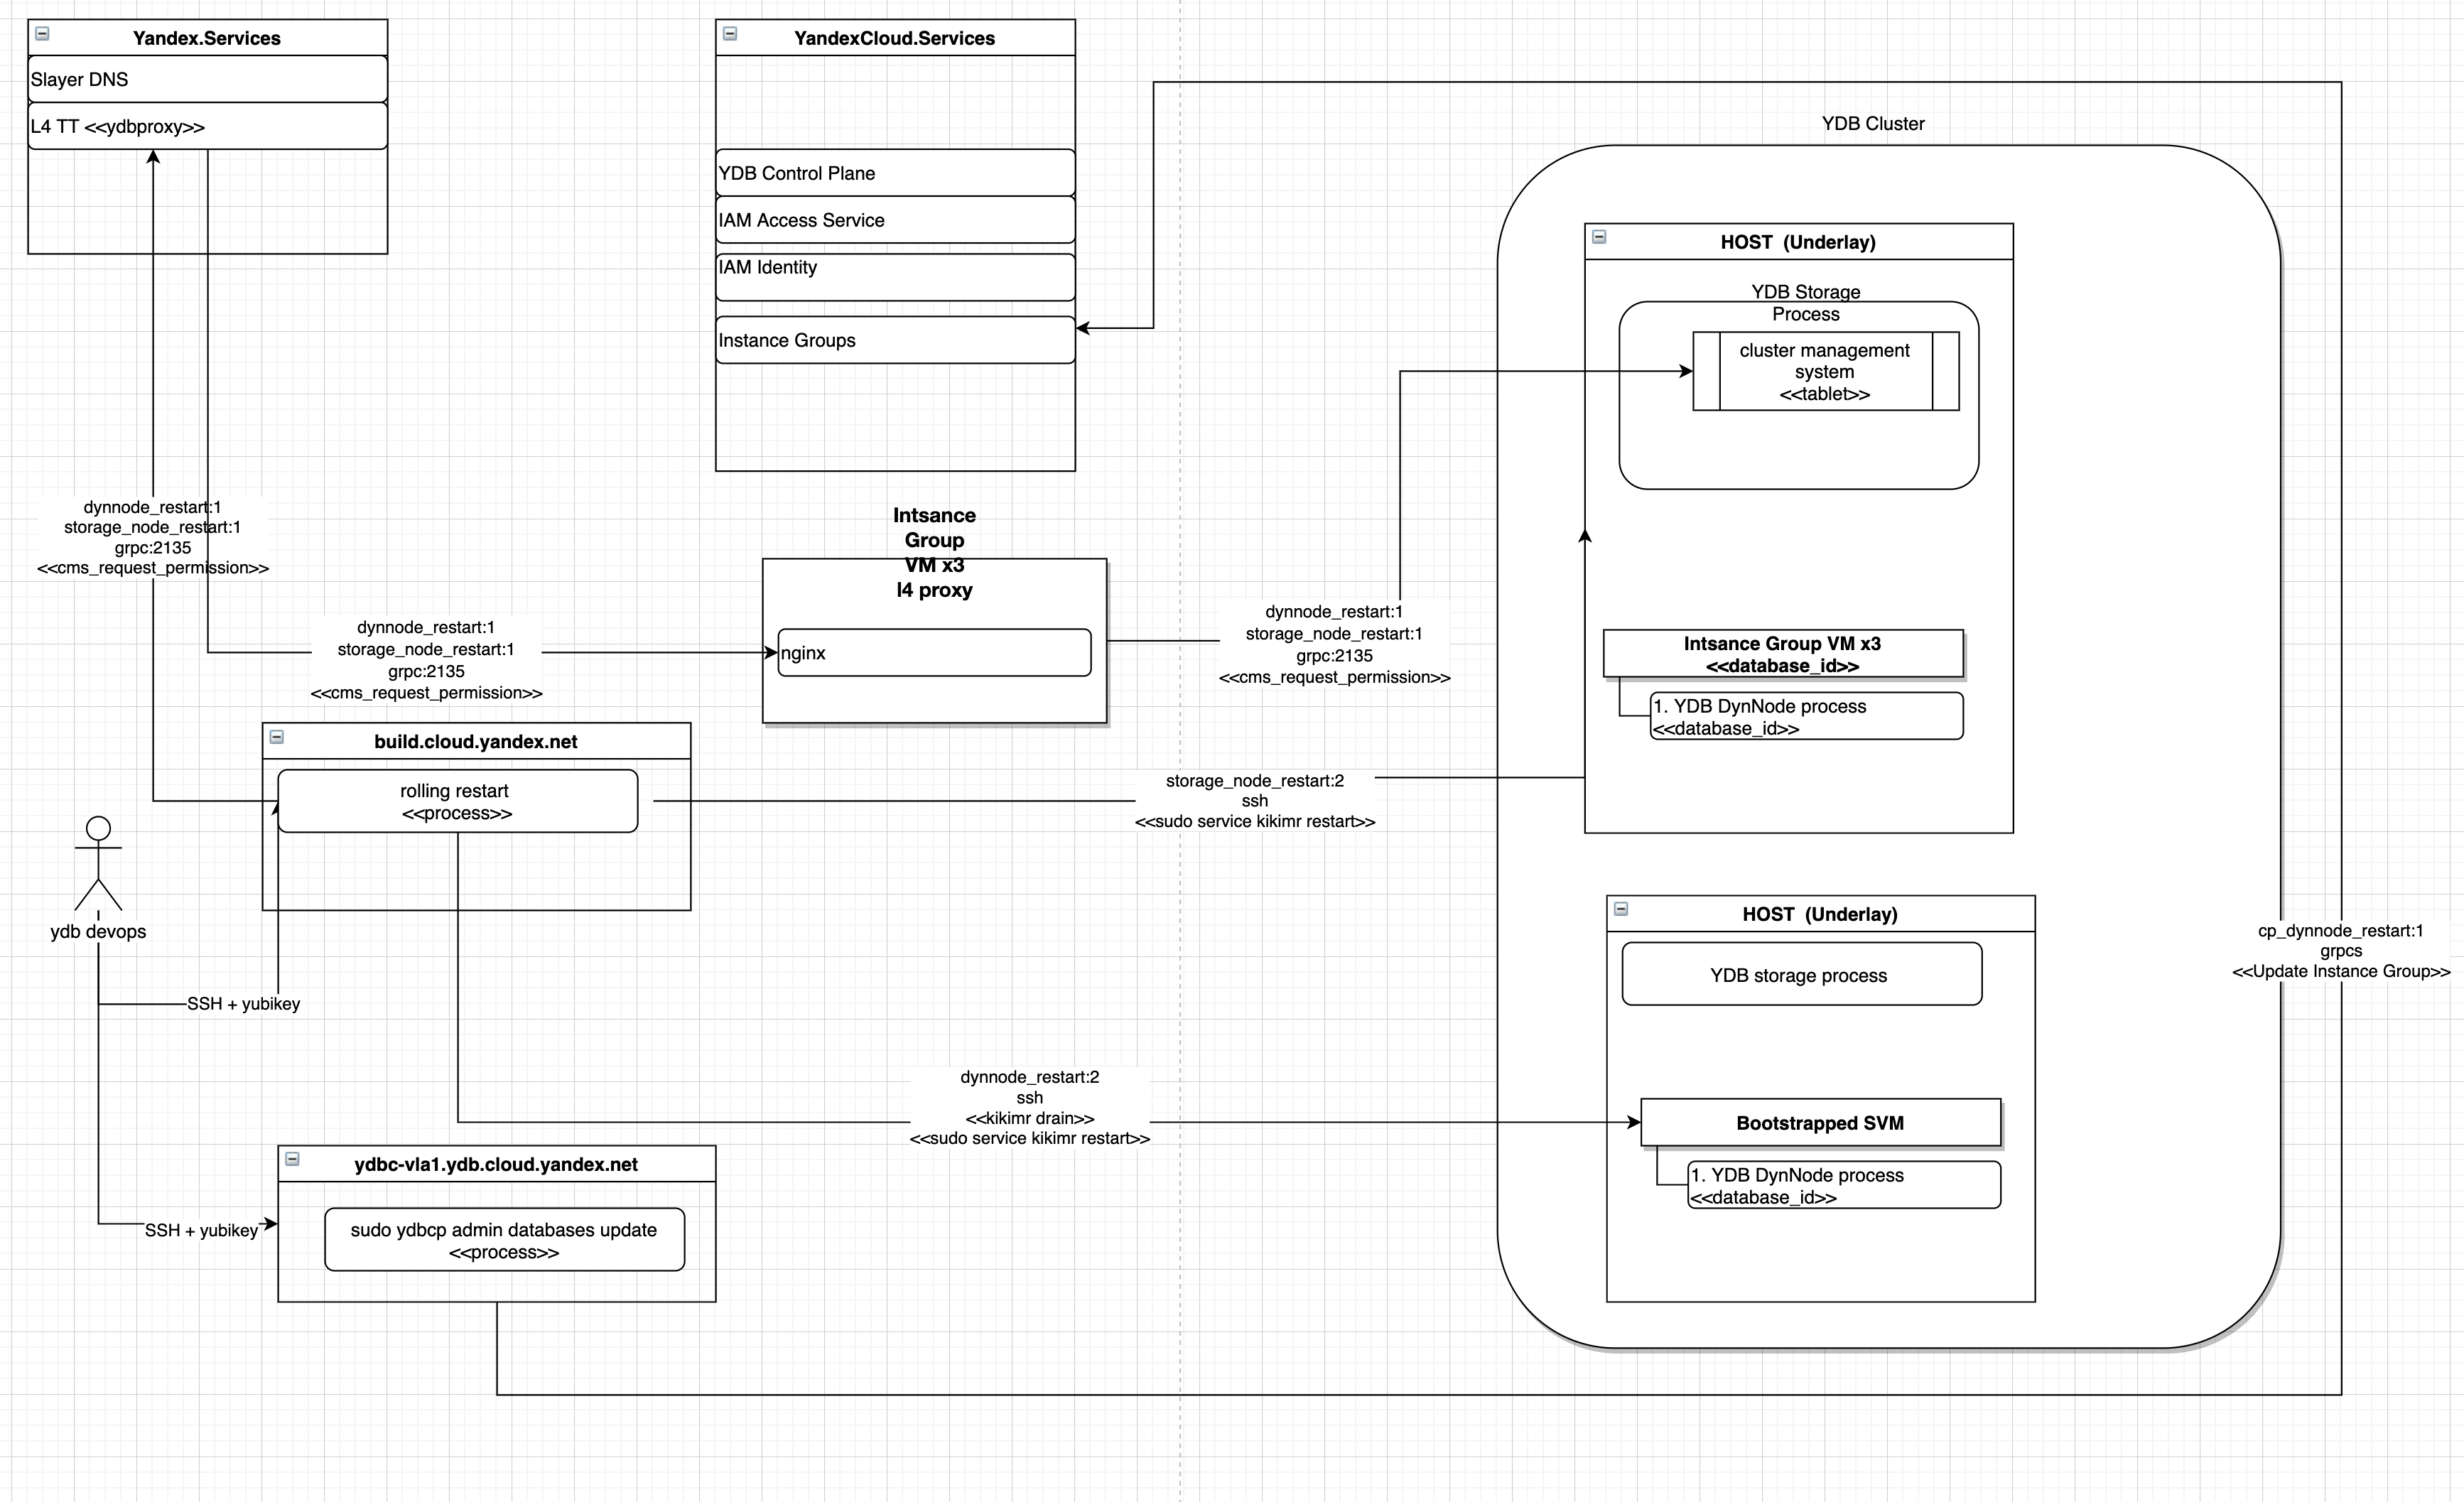 Yandex.Services
Slayer DNS
L4 TT <<ydbproxy>>
YandexCloud.Services
YDB Control Plane
IAM Access Service
IAM Identity
Instance Groups
YDB Cluster
HOST  (Underlay)
YDB Storage
Process
cluster management
system
<<tablet>>
Intsance Group VM x3
<<database_id>>
1. YDB DynNode process
<<database_id>>
dynnode_restart:1
storage_node_restart:1
grpc:2135
<<cms_request_permission>>
dynnode_restart:1
storage_node_restart:1
grpc:2135
<<cms_request_permission>>
Intsance
Group
VM x3
l4 proxy
nginx
dynnode_restart:1
storage_node_restart:1
grpc:2135
<<cms_request_permission>>
build.cloud.yandex.net
rolling restart
<<process>>
storage_node_restart:2
ssh
<<sudo service kikimr restart>>
ydb devops
SSH + yubikey
HOST  (Underlay)
YDB storage process
Bootstrapped SVM
1. YDB DynNode process
<<database_id>>
cp_dynnode_restart:1
grpcs
<<Update Instance Group>>
dynnode_restart:2
ssh
<<kikimr drain>>
<<sudo service kikimr restart>>
ydbc-vla1.ydb.cloud.yandex.net
sudo ydbcp admin databases update
<<process>>
SSH + yubikey